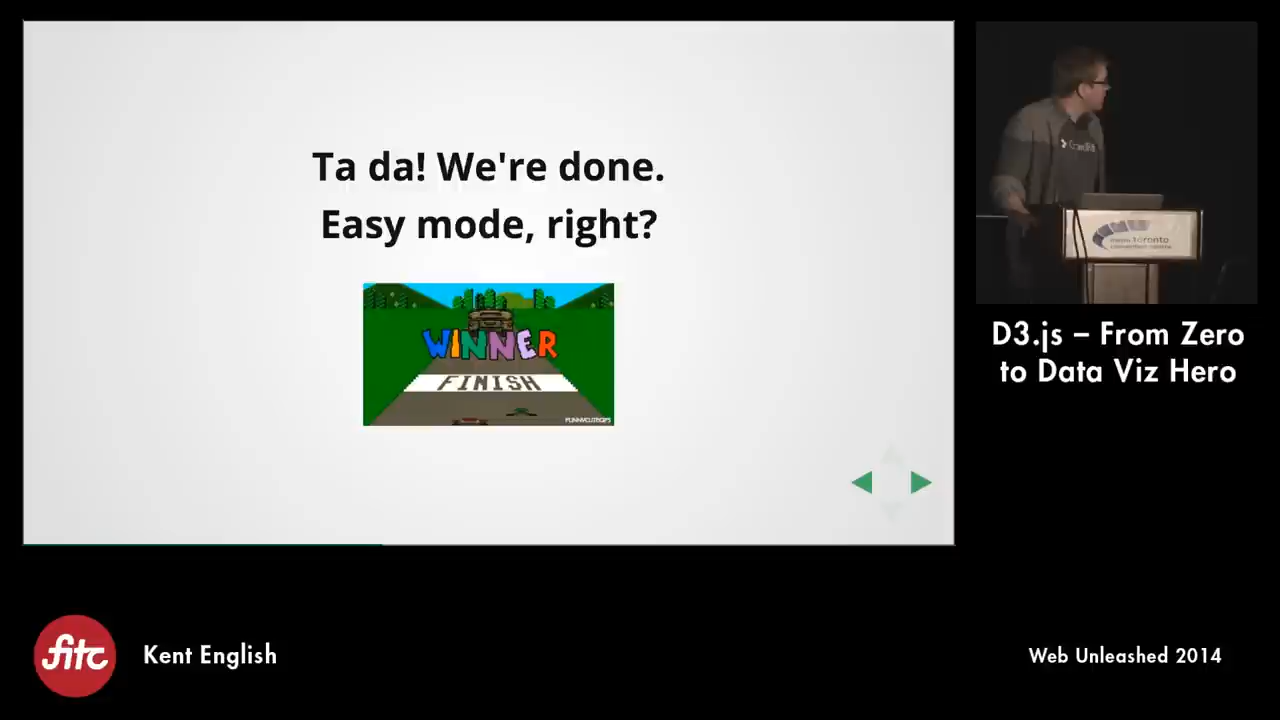 Ta da! We're done.
Easy mode, right?
WINNER
FINISH
D3.js – From Zero
to Data Viz Hero
fitc
Kent English
Web Unleashed 2014